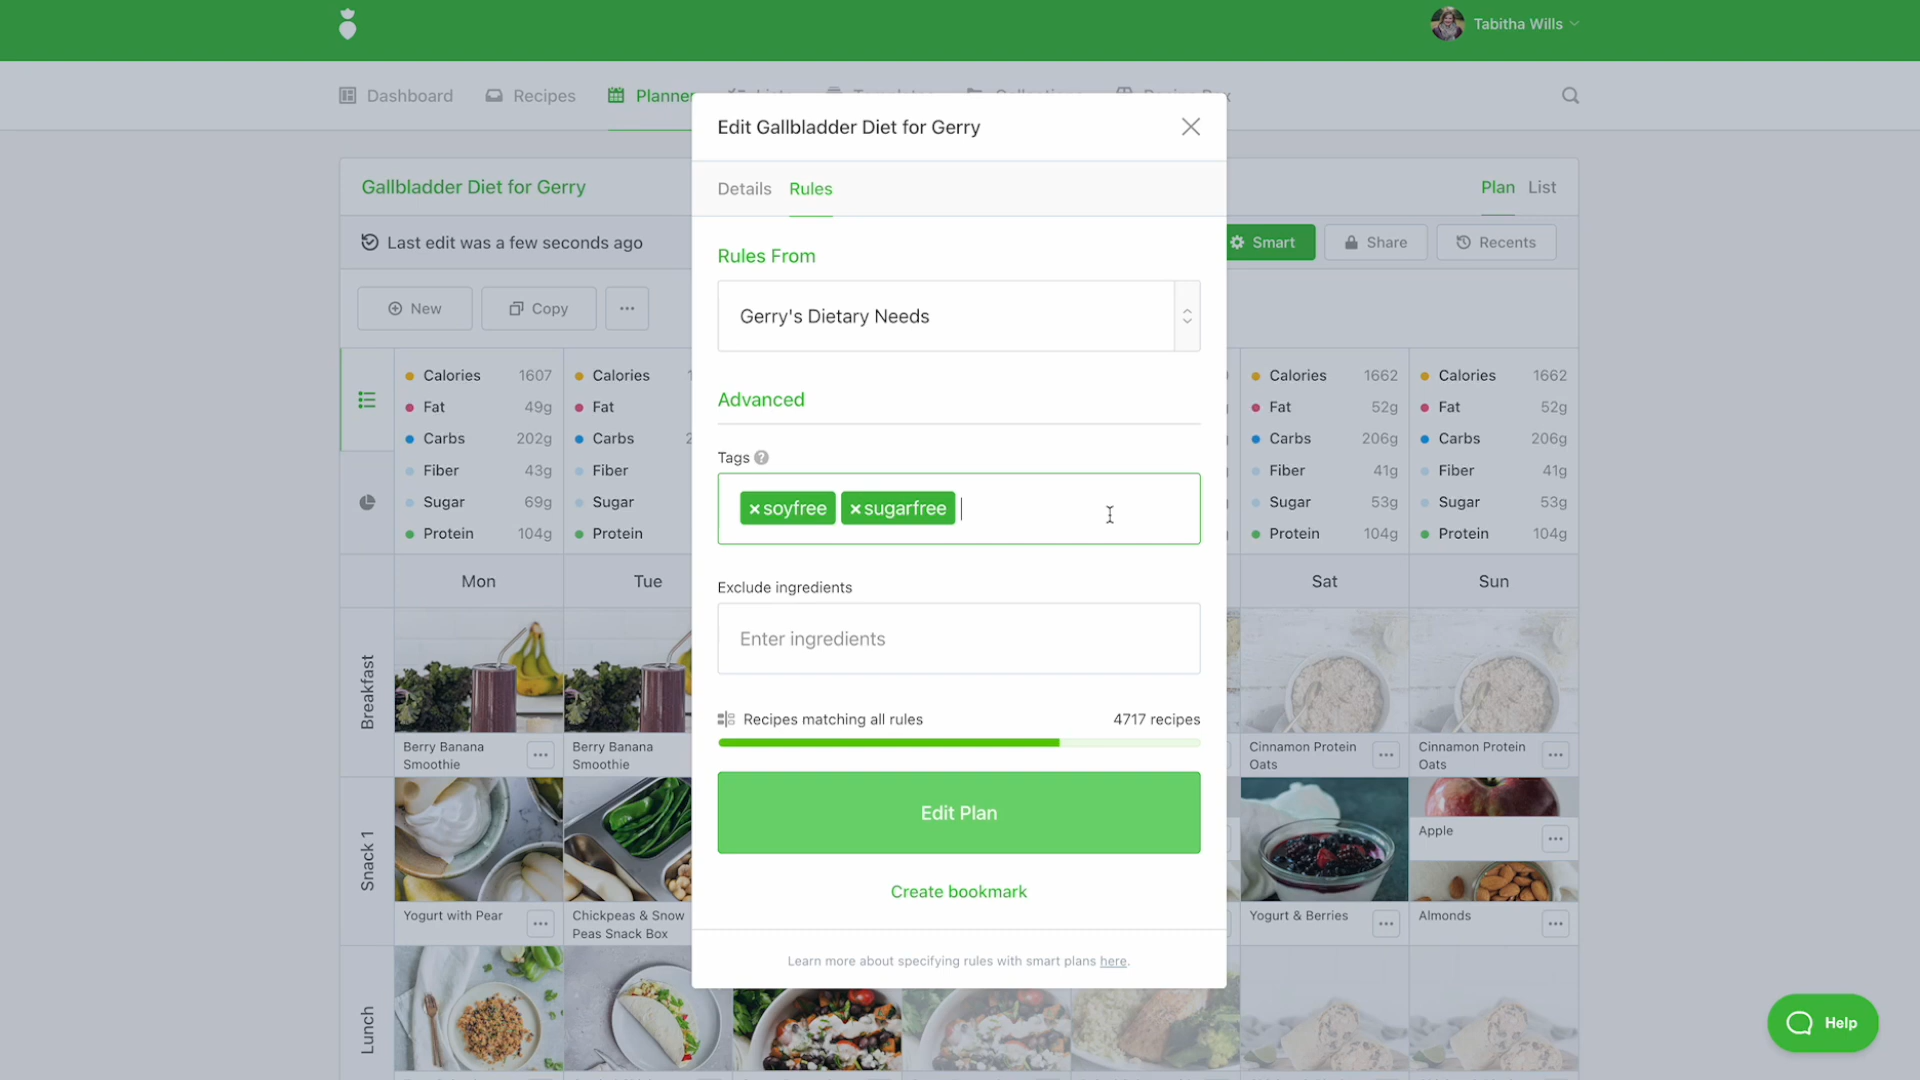 Tabitha Wills
Dashboard
Recipes
Planner
Edit Gallbladder Diet for Gerry
Details Rules
Gallbladder Diet for Gerry
Plan List
Last edit was a few seconds ago
Smart
Share
Recents
Rules From
Gerry's Dietary Needs
New
Copy
Advanced
Calories 1607
Fat 49g
Carbs 202g
Fiber 43g
Sugar 69g
Protein 104g
Calories
Fat
Carbs
Fiber
Sugar
Protein
Calories 1662
Fat 52g
Carbs 206g
Fiber 41g
Sugar 53g
Protein 104g
Calories 1662
Fat 52g
Carbs 206g
Fiber 41g
Sugar 53g
Protein 104g
Tags ?
×soyfree ×sugarfree
Exclude ingredients
Enter ingredients
Recipes matching all rules 4717 recipes
Edit Plan
Create bookmark
Learn more about specifying rules with smart plans here.
Mon Tue Sat Sun
Breakfast
Berry Banana
Smoothie
Berry Banana
Smoothie
Cinnamon Protein
Oats
Cinnamon Protein
Oats
Snack 1
Yogurt with Pear
Chickpeas & Snow
Peas Snack Box
Yogurt & Berries
Apple
Almonds
Lunch
Help